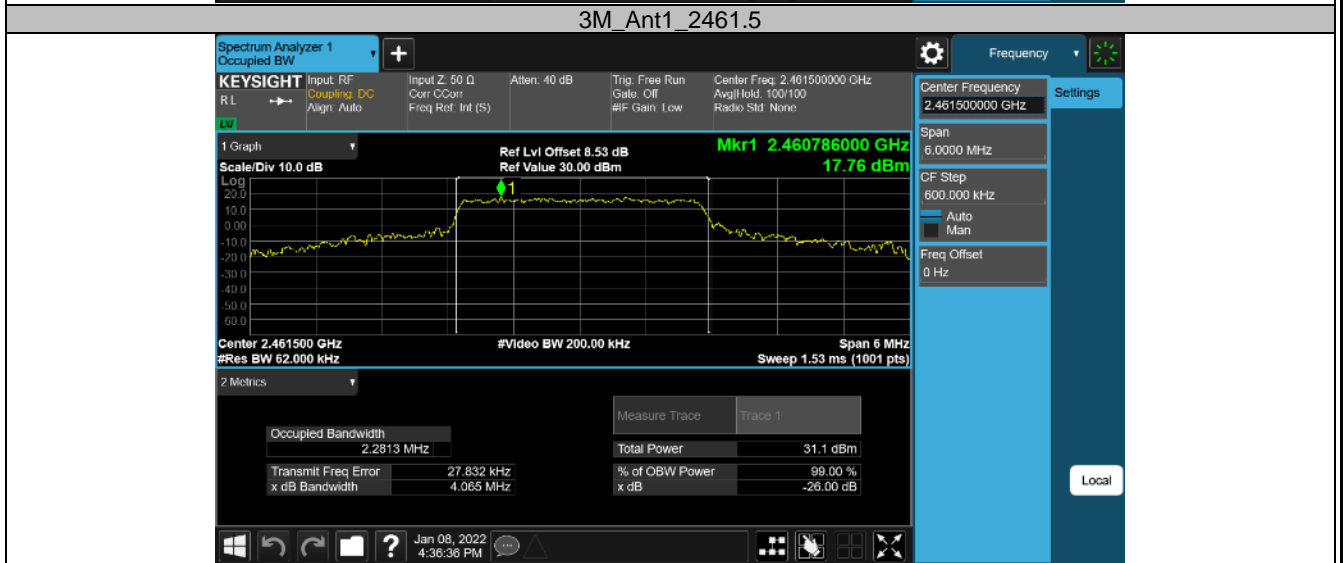 3M_Ant1_2461.5
Spectrum Analyzer 1
Occupied BW
+
Frequency
KEYSIGHT
Input: RF
Coupling: DC
Align: Auto
R L
LXI
Input Z: 50 Ω
Corr CCorr
Freq Ref: Int (S)
Atten: 40 dB
Trig: Free Run
Gate: Off
#IF Gain: Low
Center Freq: 2.461500000 GHz
Avg|Hold: 100/100
Radio Std: None
Center Frequency
2.461500000 GHz
Settings
Span
6.0000 MHz
CF Step
600.000 kHz
Auto
Man
Freq Offset
0 Hz
Local
1 Graph
Scale/Div 10.0 dB
Ref Lvl Offset 8.53 dB
Ref Value 30.00 dBm
Mkr1 2.460786000 GHz
17.76 dBm
Log
20.0
10.0
0.00
-10.0
-20.0
-30.0
-40.0
-50.0
-60.0
1
Center 2.461500 GHz
#Res BW 62.000 kHz
#Video BW 200.00 kHz
Span 6 MHz
Sweep 1.53 ms (1001 pts)
2 Metrics
Measure Trace
Trace 1
Occupied Bandwidth
2.2813 MHz
Total Power
31.1 dBm
Transmit Freq Error
27.832 kHz
% of OBW Power
99.00 %
x dB Bandwidth
4.065 MHz
x dB
-26.00 dB
?
Jan 08, 2022
4:36:36 PM